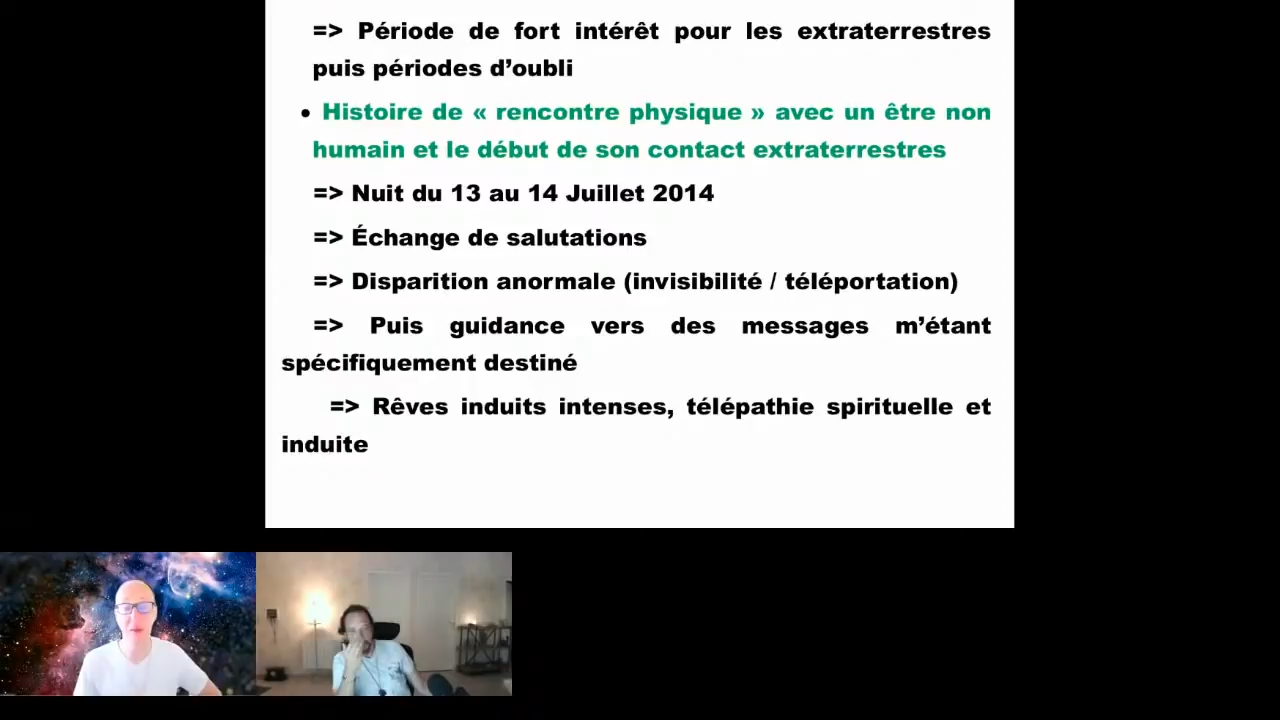 => Période de fort intérêt pour les extraterrestres
puis périodes d’oubli
• Histoire de « rencontre physique » avec un être non
humain et le début de son contact extraterrestres
=> Nuit du 13 au 14 Juillet 2014
=> Échange de salutations
=> Disparition anormale (invisibilité / téléportation)
=> Puis guidance vers des messages m’étant
spécifiquement destiné
=> Rêves induits intenses, télépathie spirituelle et
induite